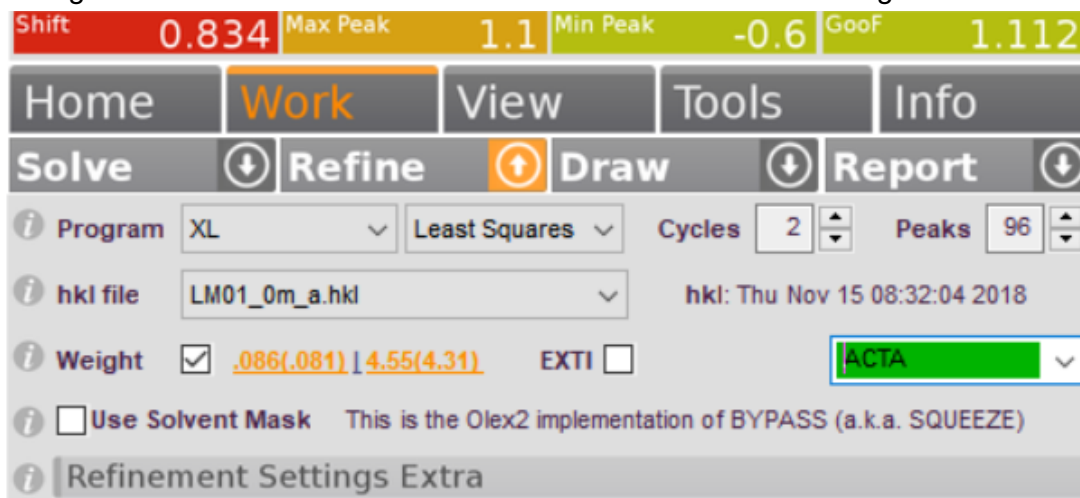 Shift 0.834 Max Peak 1.1 Min Peak -0.6 GooF 1.112
Home Work View Tools Info
Solve Refine Draw Report
Program XL Least Squares Cycles 2 Peaks 96
hkl file LM01_0m_a.hkl hkl: Thu Nov 15 08:32:04 2018
Weight .086(.081) | 4.55(4.31) EXTI ACTA
Use Solvent Mask This is the Olex2 implementation of BYPASS (a.k.a. SQUEEZE)
Refinement Settings Extra